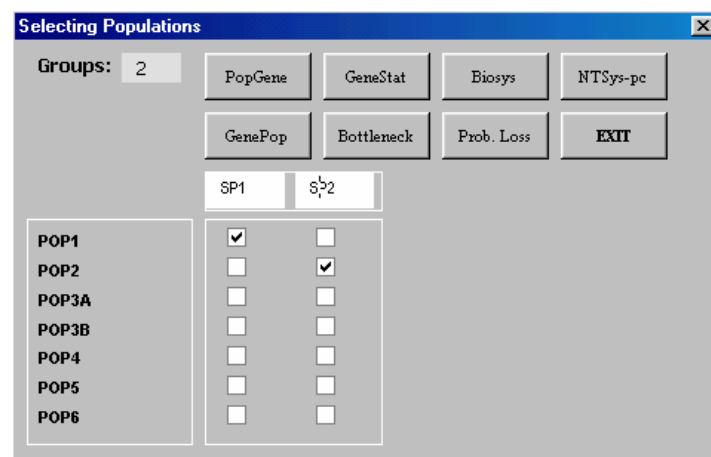 Selecting Populations
Groups: 2
PopGene GeneStat Biosys NTSys-pc
GenePop Bottleneck Prob. Loss EXIT
SP1 SP2
POP1
POP2
POP3A
POP3B
POP4
POP5
POP6